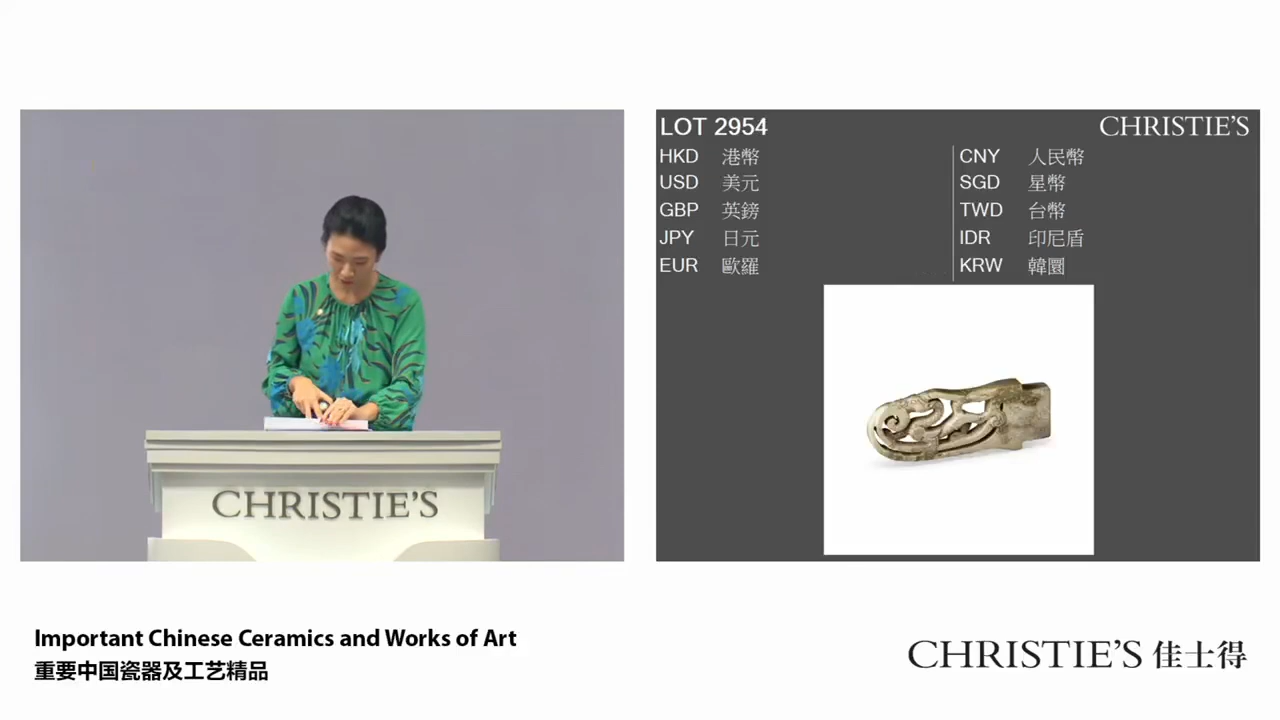 CHRISTIE'S
LOT 2954
CHRISTIE'S
HKD 港幣
USD 美元
GBP 英鎊
JPY 日元
EUR 歐羅
CNY 人民幣
SGD 星幣
TWD 台幣
IDR 印尼盾
KRW 韓圜
Important Chinese Ceramics and Works of Art
重要中国瓷器及工艺精品
CHRISTIE'S 佳士得